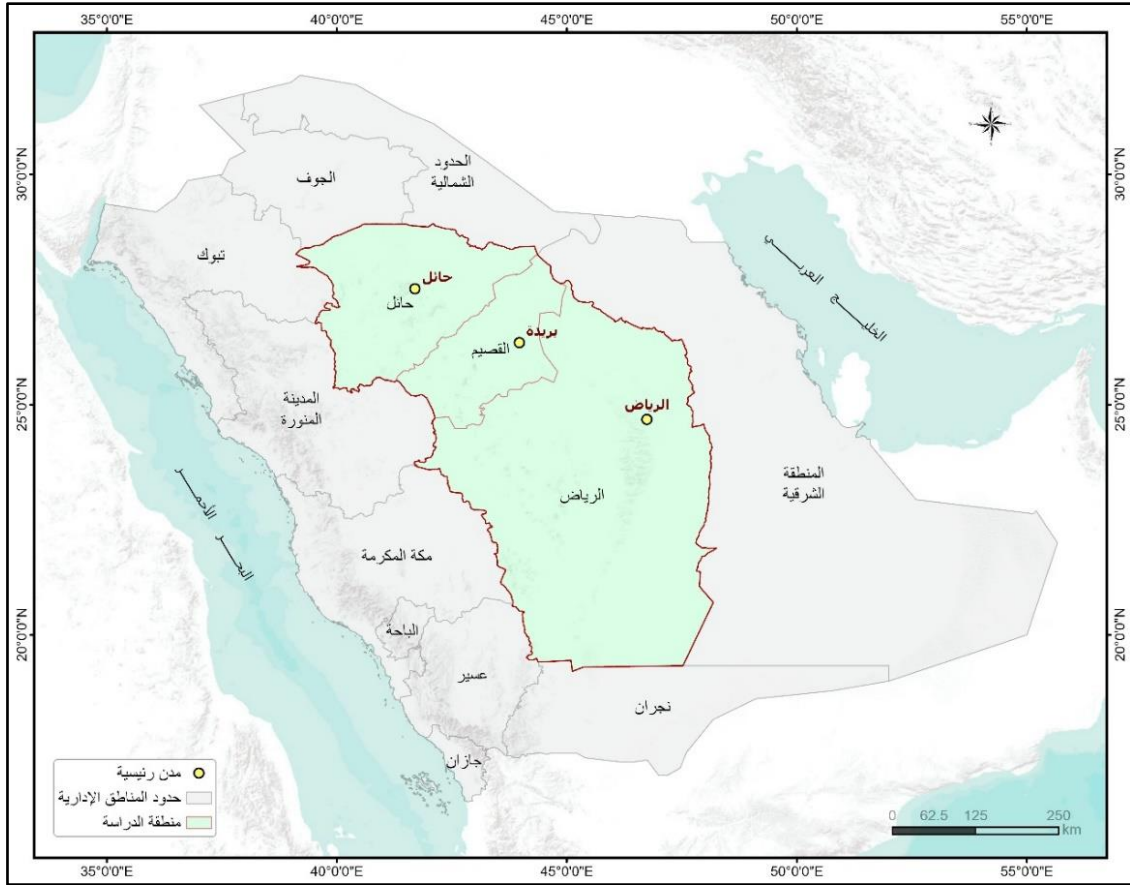 35°0'0"E
40°0'0"E
45°0'0"E
50°0'0"E
55°0'0"E
30°0'0"N
30°0'0"N
25°0'0"N
25°0'0"N
20°0'0"N
20°0'0"N
الحدود
الشمالية
الجوف
تبوك
حائل
حائل
بريدة
القصيم
الخليج العربي
المدينة
المنورة
الرياض
الرياض
المنطقة
الشرقية
البحر الأحمر
مكة المكرمة
الباحة
عسير
نجران
جازان
مدن رئيسية
حدود المناطق الإدارية
منطقة الدراسة
0 62.5 125 250
km
35°0'0"E
40°0'0"E
45°0'0"E
50°0'0"E
55°0'0"E